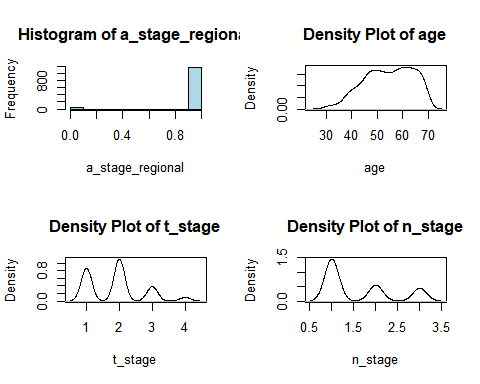 Histogram of a_stage_regiona
Frequency
0 800
0.0 0.4 0.8
a_stage_regional
Density Plot of age
Density
0.00
30 40 50 60 70
age
Density Plot of t_stage
Density
0.0 0.8
1 2 3 4
t_stage
Density Plot of n_stage
Density
0.0 1.5
0.5 1.5 2.5 3.5
n_stage